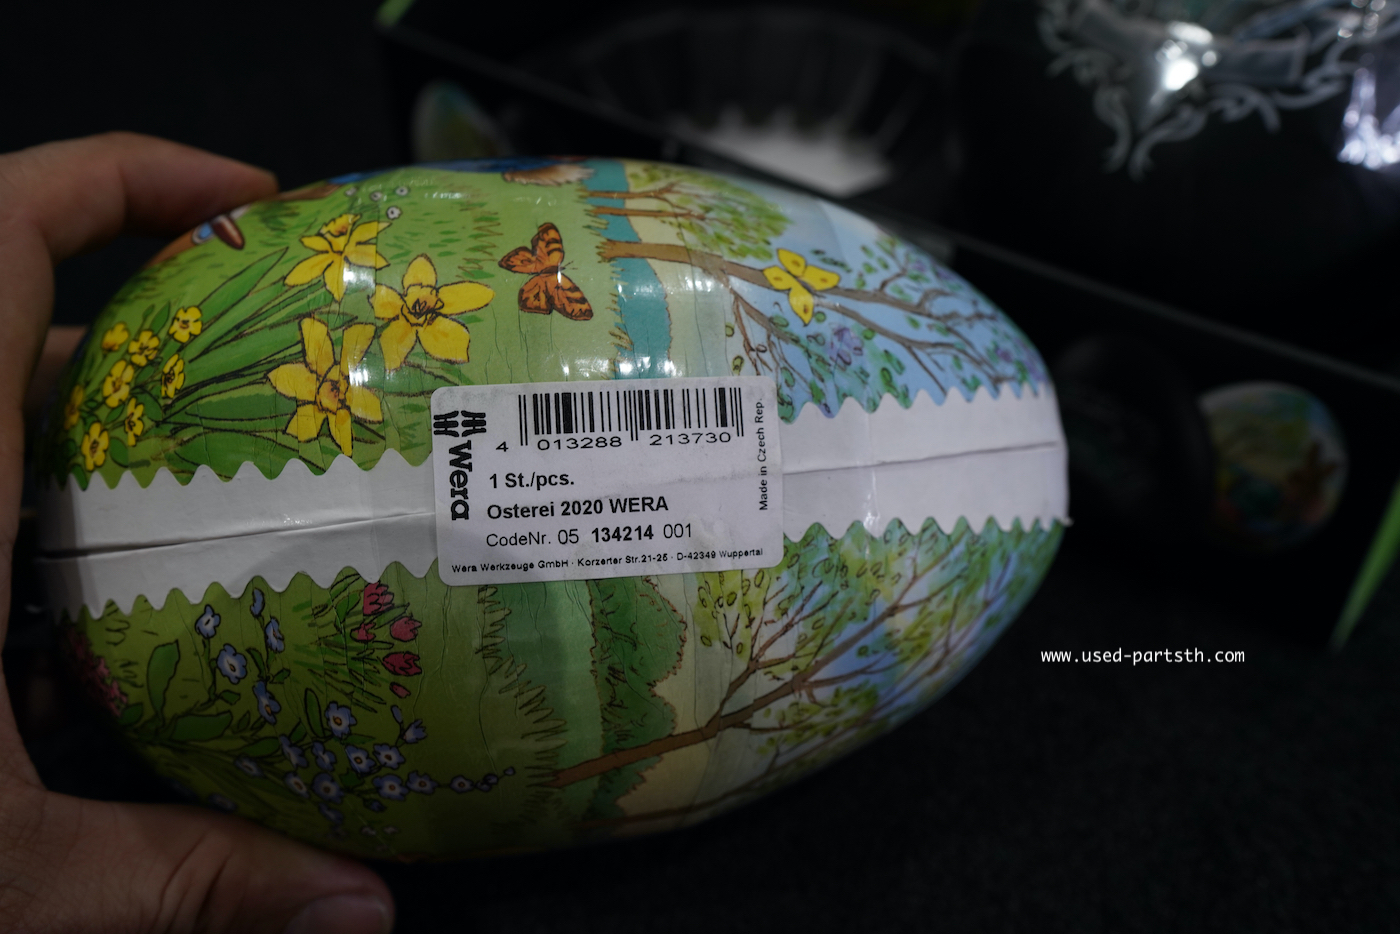 Wera
4 013288 213730
1 St./pcs.
Osterei 2020 WERA
CodeNr. 05 134214 001
Wera Werkzeuge GmbH · Korzerter Str.21-25 · D-42349 Wuppertal
Made in Czech Rep.
www.used-partsth.com